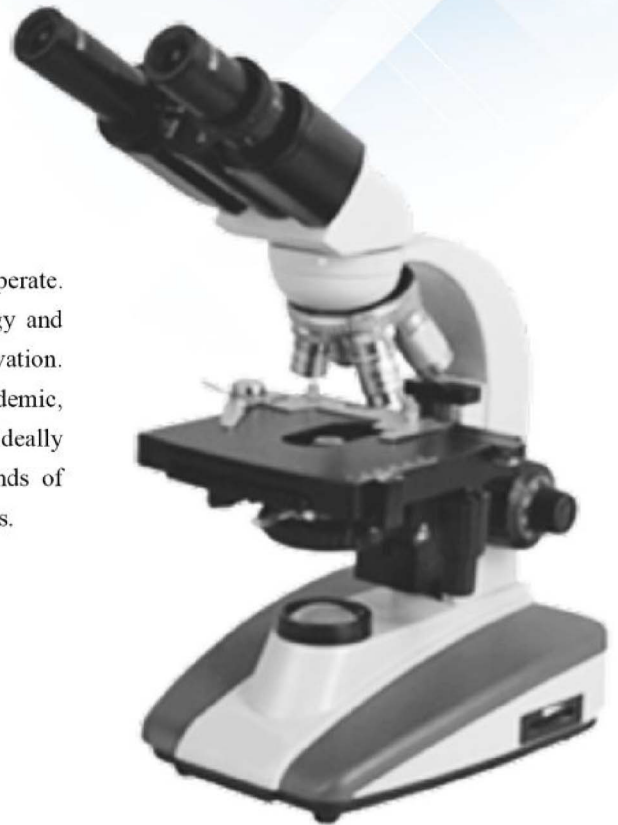 perate.
gy and
vation.
demic,
deally
nds of
s.